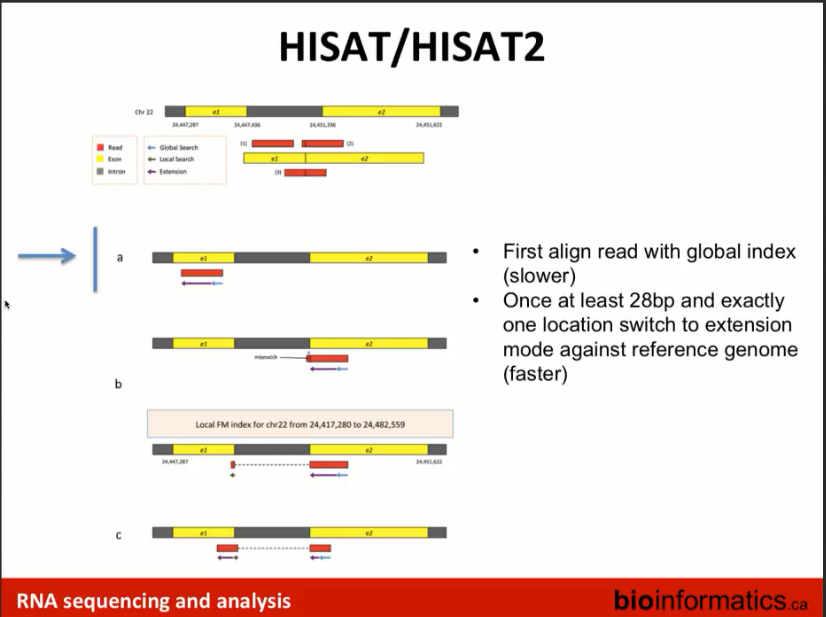 HISAT/HISAT2
Chr 22
e1
e2
24,447,287
24,447,436
24,451,336
24,451,622
Read
Exon
Intron
Global Search
Local Search
Extension
(1)
(2)
e1
e2
(3)
a
e1
e2
• First align read with global index
(slower)
• Once at least 28bp and exactly
one location switch to extension
mode against reference genome
(faster)
e1
e2
mismatch
b
Local FM index for chr22 from 24,417,280 to 24,482,559
e1
e2
24,447,287
24,451,622
c
e1
e2
RNA sequencing and analysis
bioinformatics.ca